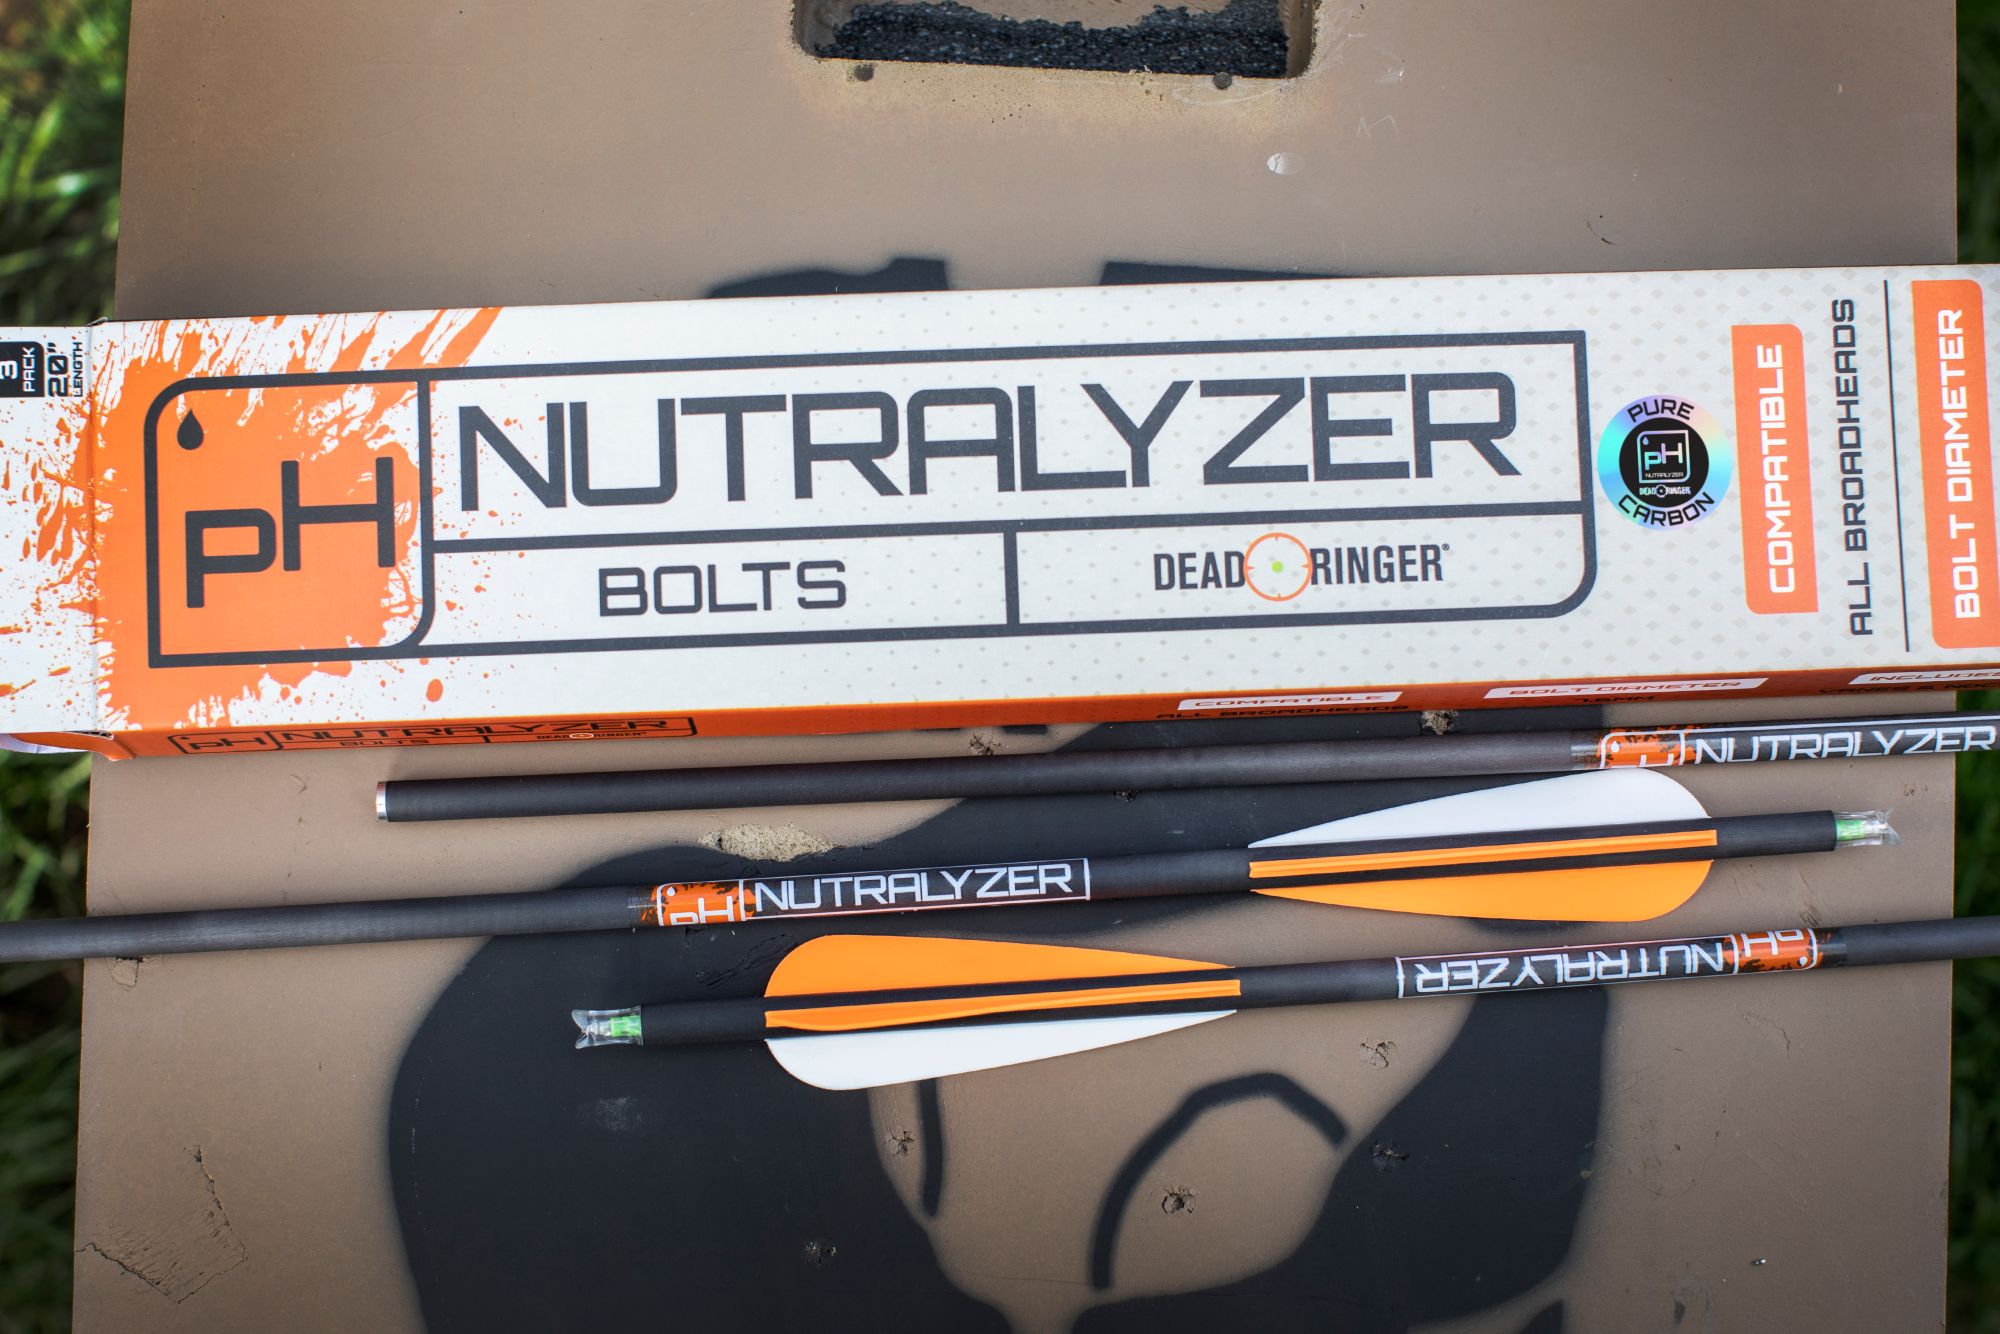 3
PACK
20"
LENGTH
pH
NUTRALYZER
BOLTS
DEAD RINGER®
PURE
pH
NUTRALYZER
DEAD RINGER
CARBON
COMPATIBLE
ALL BROADHEADS
BOLT DIAMETER
pH NUTRALYZER
BOLTS
DEAD RINGER
COMPATIBLE
ALL BROADHEADS
BOLT DIAMETER
pH NUTRALYZER
pH NUTRALYZER
pH NUTRALYZER